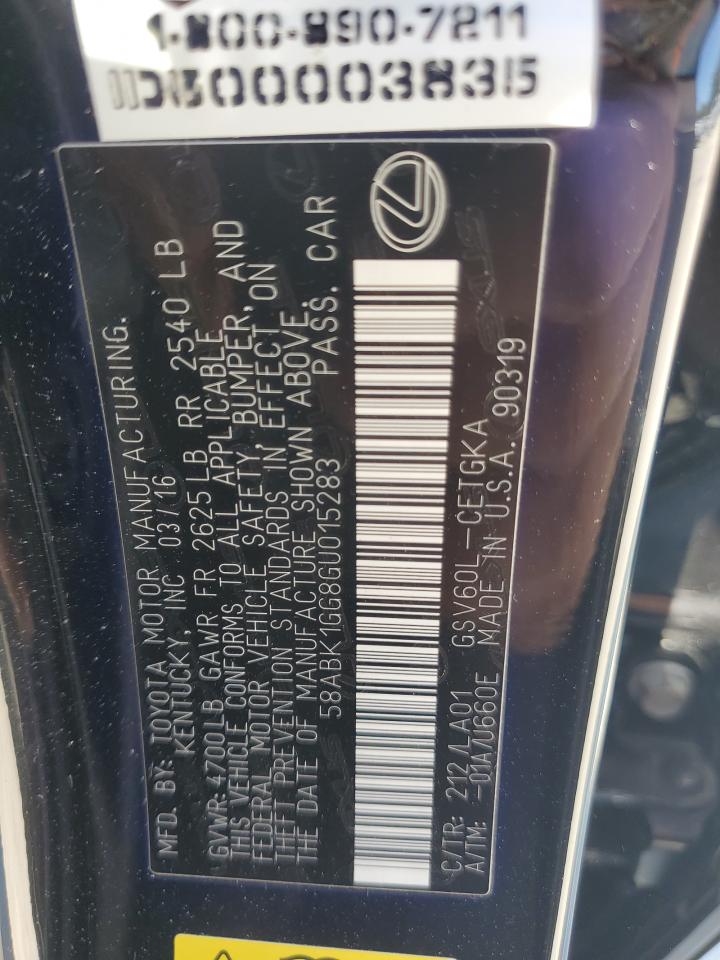 1-800-890-7211
ID5000038315
MFD. BY: TOYOTA MOTOR MANUFACTURING.
KENTUCKY, INC 03/16
GVWR 4700 LB GAWR FR 2625 LB RR 2540 LB
THIS VEHICLE CONFORMS TO ALL APPLICABLE
FEDERAL MOTOR VEHICLE SAFETY, BUMPER, AND
THEFT PREVENTION STANDARDS IN EFFECT ON
THE DATE OF MANUFACTURE SHOWN ABOVE.
58ABK1GG8GU015283 PASS. CAR
C/TR: 212 /LA01 GSV60L-CETGKA
A/TM: -01A/U660E MADE IN U.S.A. 90319